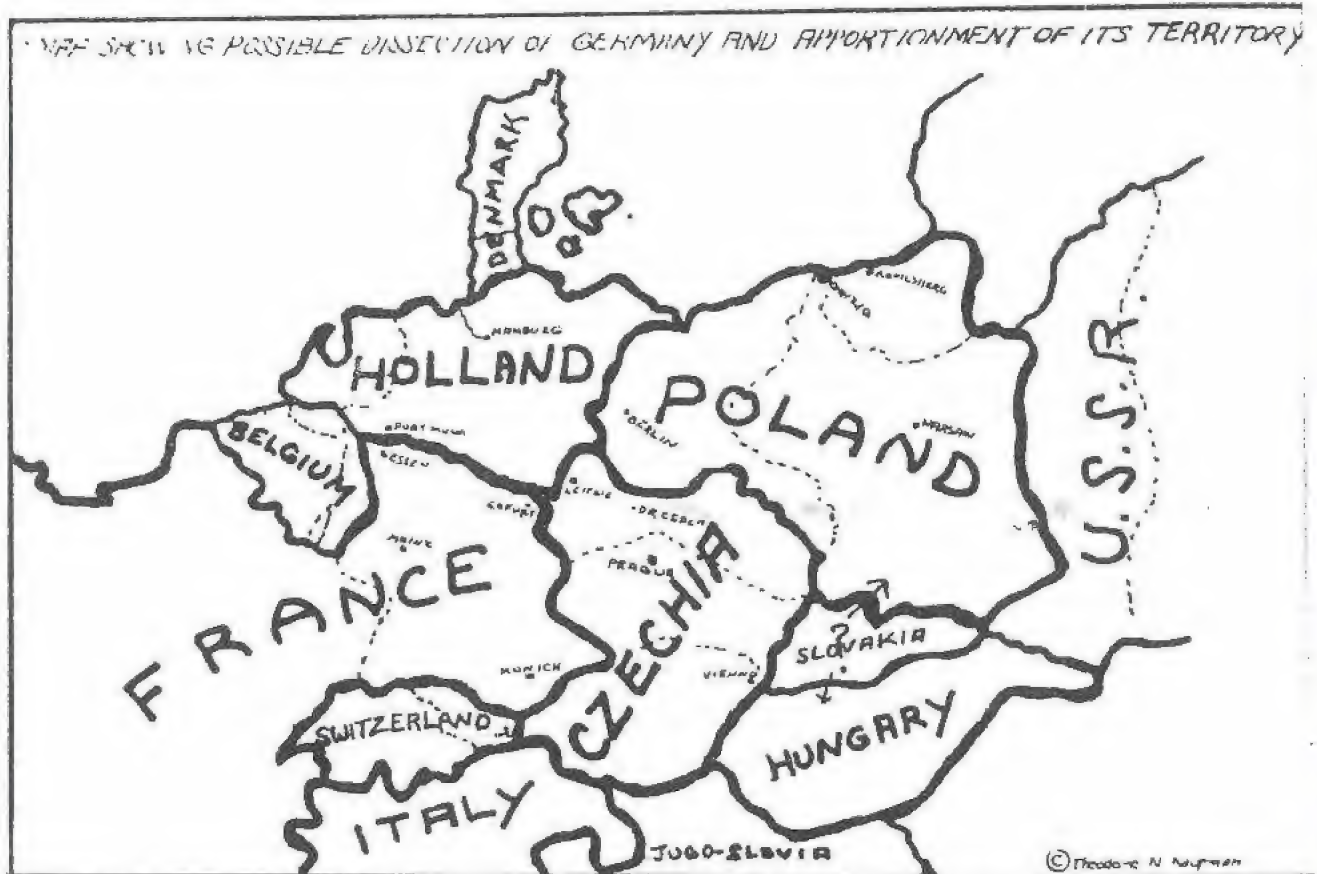 POSSIBLE DISSECTION OF GERMANY AND APPORTIONMENT OF ITS TERRITORY
DENMARK
HAMBURG
HOLLAND
BELGIUM
ESSEN
BERLIN
POLAND
WARSAW
U.S.S.R.
DRESDEN
MAINZ
PRAGUE
FRANCE
CZECHIA
?
SLOVAKIA
MUNICH
SWITZERLAND
HUNGARY
ITALY
JUGO-SLAVIA
© Theodore N Kaufman